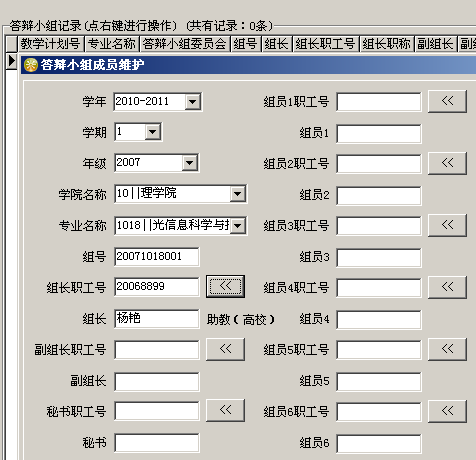 答辩小组记录(点右键进行操作) (共有记录：0条)
教学计划号 专业名称 答辩小组委员会 组号 组长 组长职工号 组长职称 副组长
答辩小组成员维护
学年 2010-2011 组员1职工号 <<
学期 1 组员1
年级 2007 组员2职工号 <<
学院名称 10||理学院 组员2
专业名称 1018||光信息科学与 组员3职工号 <<
组号 20071018001 组员3
组长职工号 20068899 << 组员4职工号 <<
组长 杨艳 助教(高校) 组员4
副组长职工号 << 组员5职工号 <<
副组长 组员5
秘书职工号 << 组员6职工号 <<
秘书 组员6